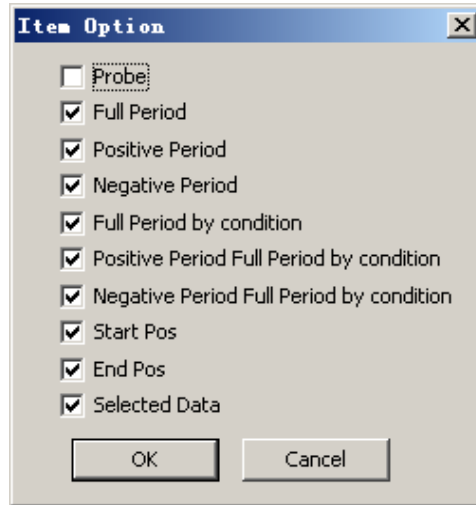 Item Option
Probe
Full Period
Positive Period
Negative Period
Full Period by condition
Positive Period Full Period by condition
Negative Period Full Period by condition
Start Pos
End Pos
Selected Data
OK Cancel